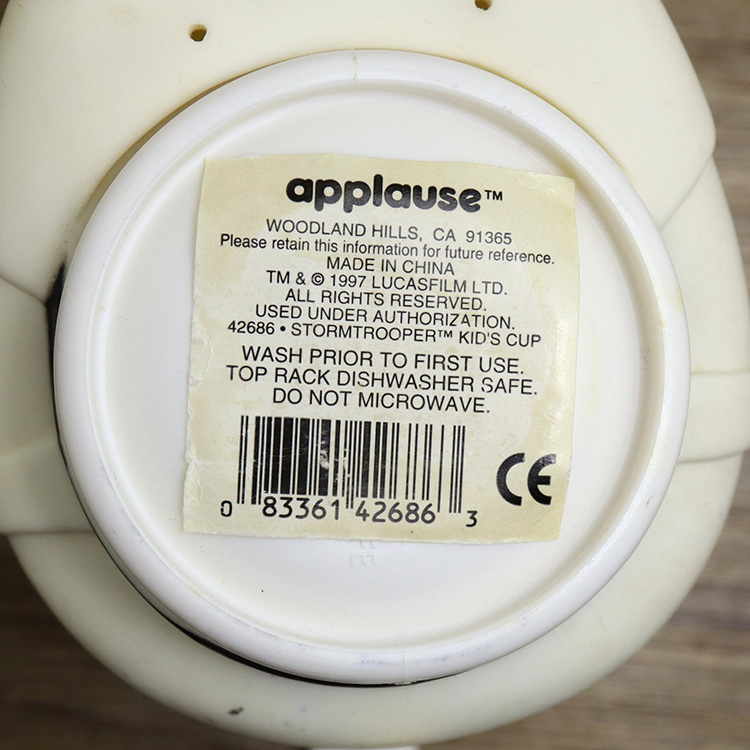 applause™
WOODLAND HILLS, CA 91365
Please retain this information for future reference.
MADE IN CHINA
TM & © 1997 LUCASFILM LTD.
ALL RIGHTS RESERVED.
USED UNDER AUTHORIZATION.
42686 • STORMTROOPER™ KID'S CUP
WASH PRIOR TO FIRST USE.
TOP RACK DISHWASHER SAFE.
DO NOT MICROWAVE.
CE
0 83361 42686 3